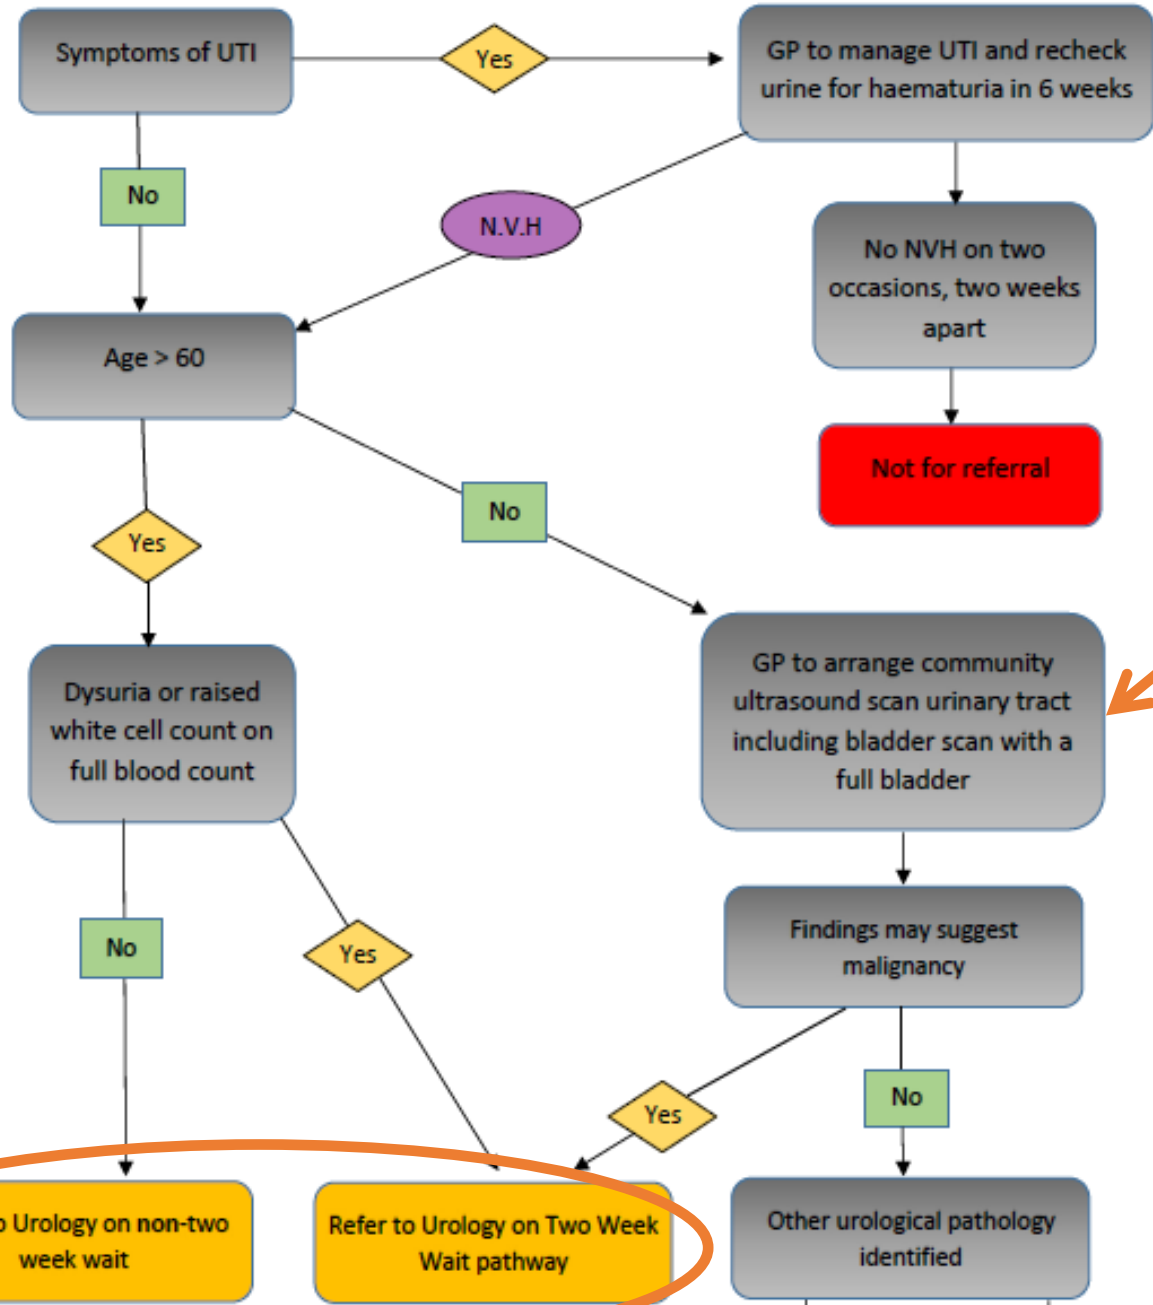 Symptoms of UTI
Yes
GP to manage UTI and recheck
urine for haematuria in 6 weeks
No
N.V.H
No NVH on two
occasions, two weeks
apart
Age > 60
Not for referral
No
Yes
Dysuria or raised
white cell count on
full blood count
GP to arrange community
ultrasound scan urinary tract
including bladder scan with a
full bladder
No
Yes
Findings may suggest
malignancy
Yes
No
Urology on non-two
week wait
Refer to Urology on Two Week
Wait pathway
Other urological pathology
identified